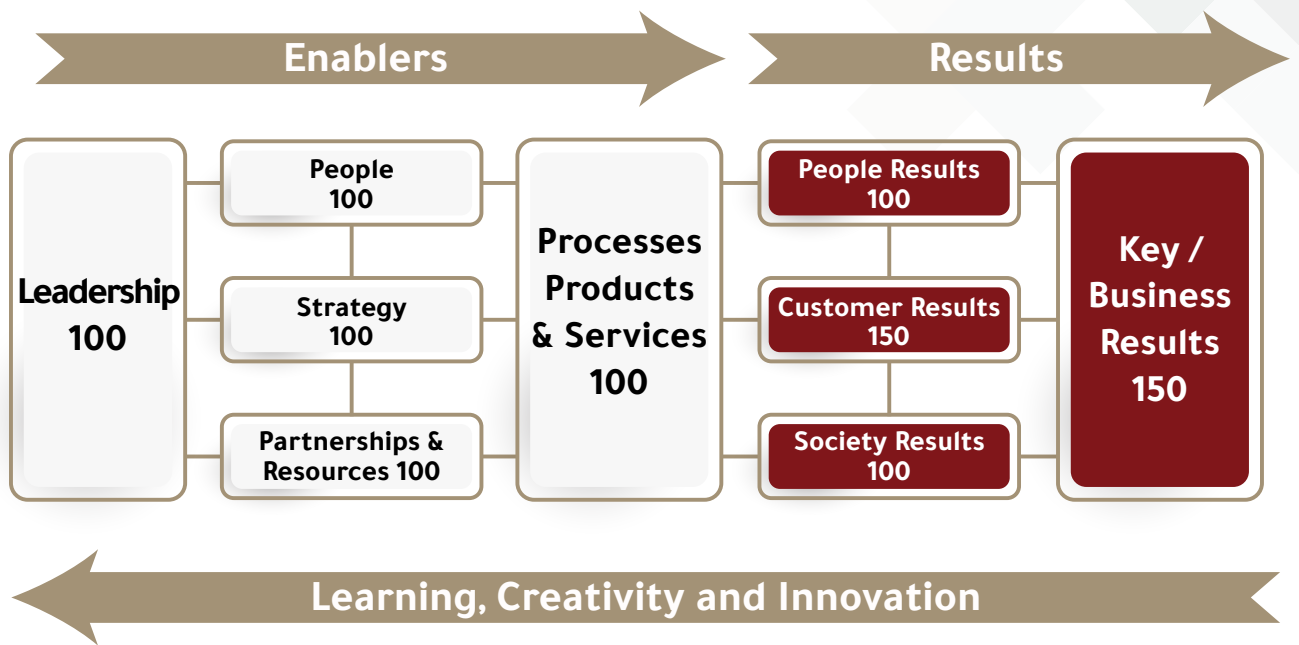 Enablers
Results
Leadership
100
People
100
Strategy
100
Partnerships &
Resources 100
Processes
Products
& Services
100
People Results
100
Customer Results
150
Society Results
100
Key /
Business
Results
150
Learning, Creativity and Innovation